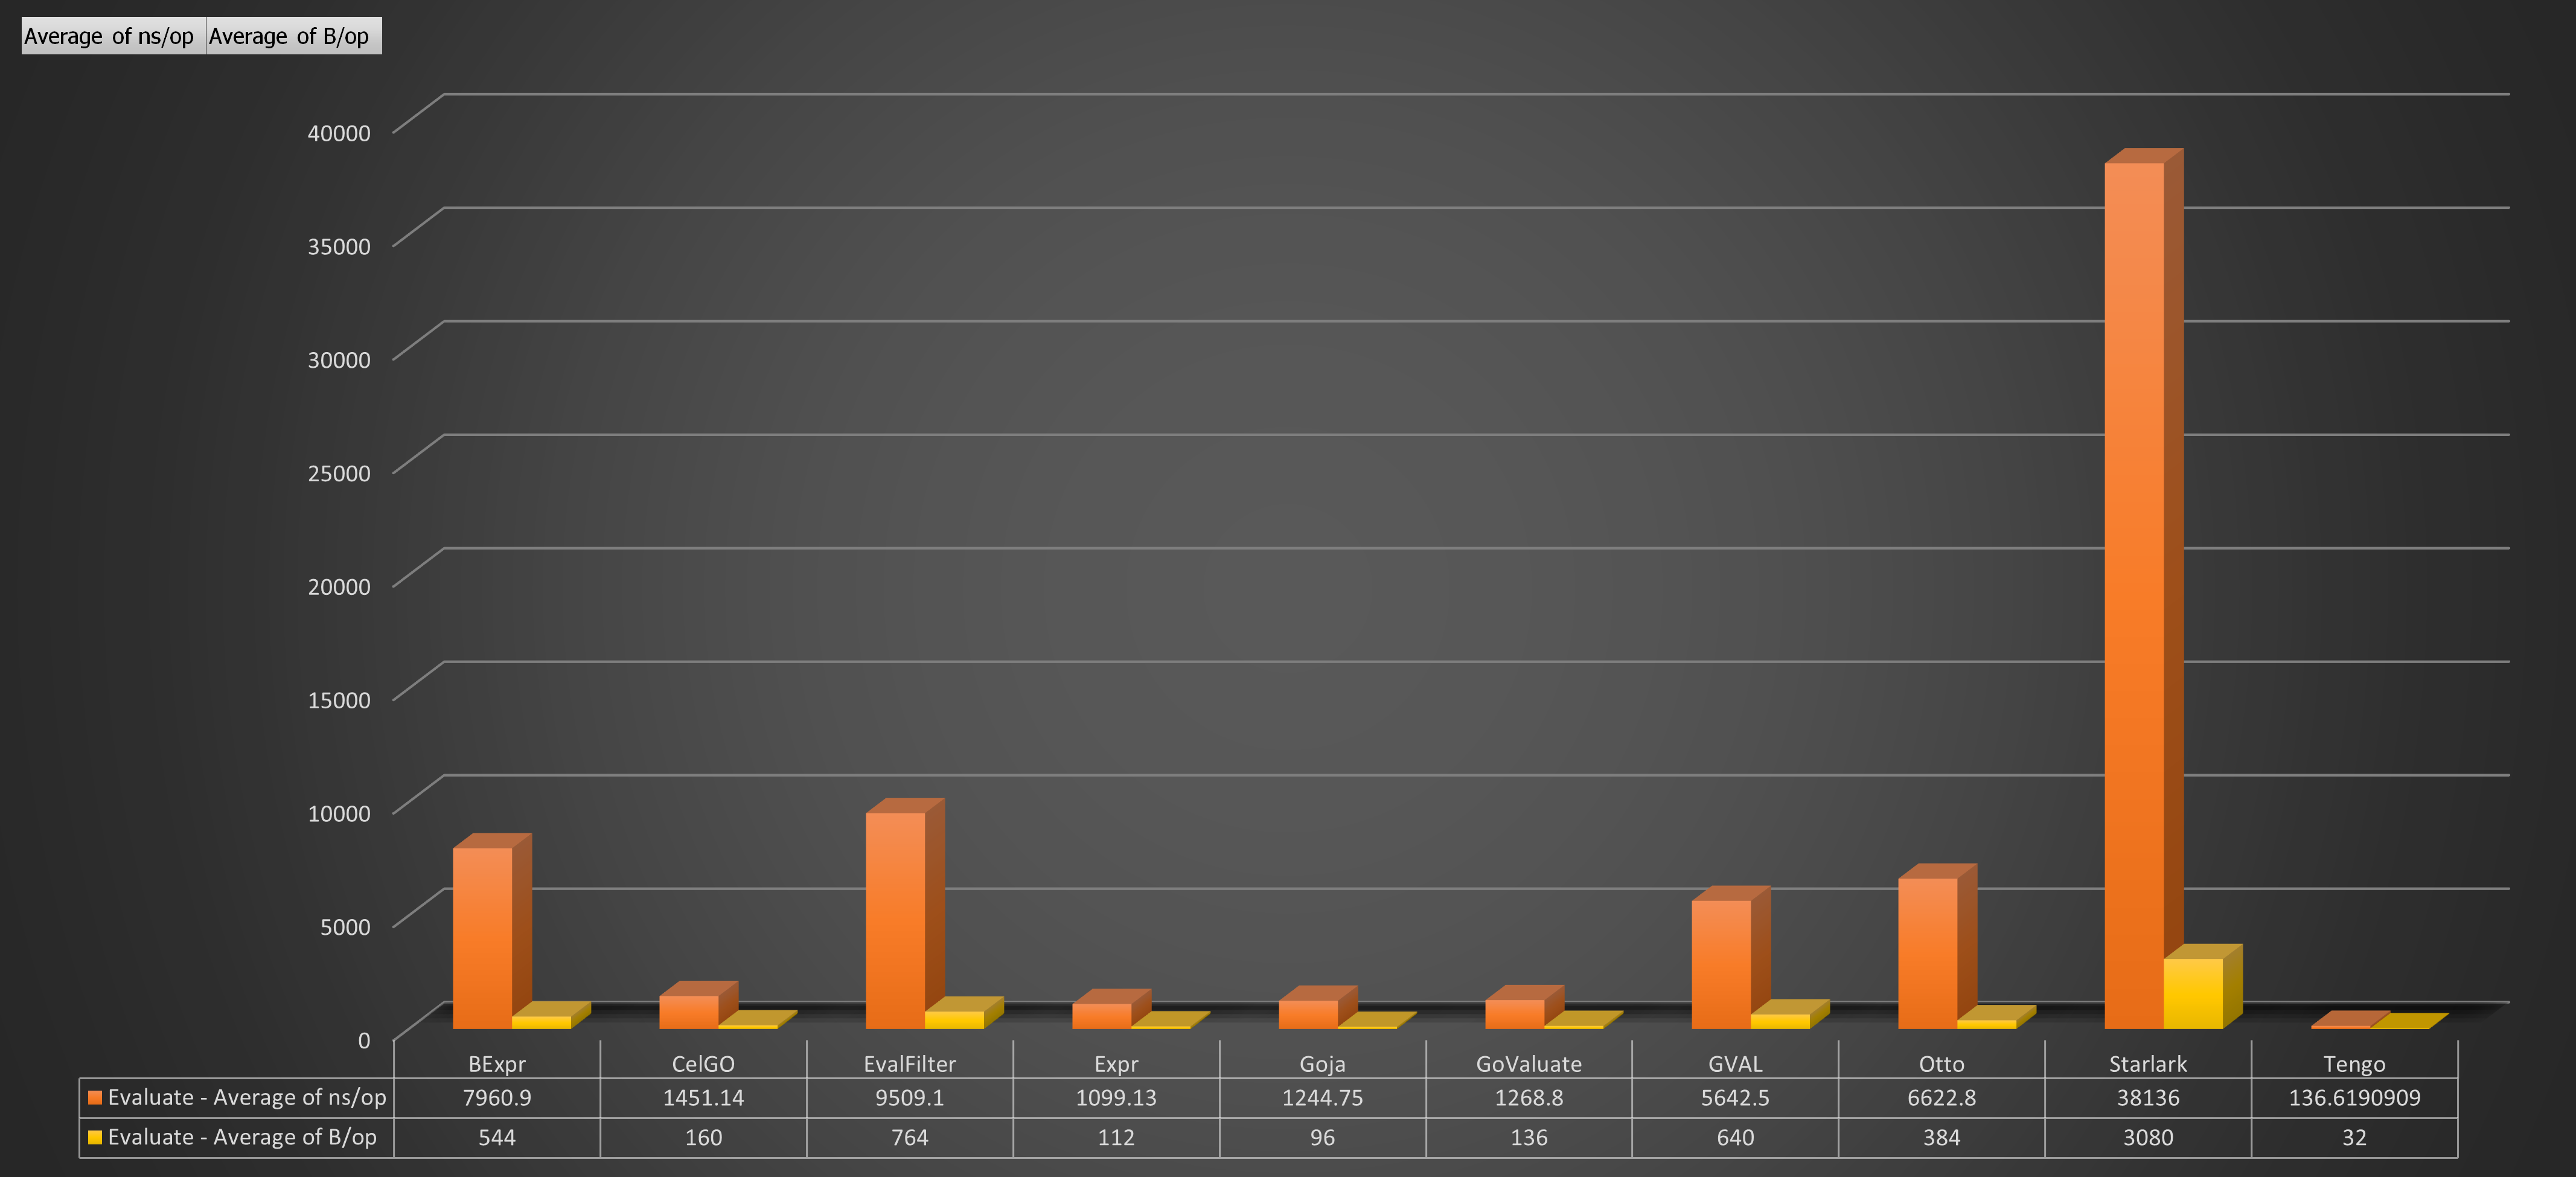 Average of ns/op Average of B/op
40000
35000
30000
25000
20000
15000
10000
5000
0
BExpr CelGO EvalFilter Expr Goja GoValuate GVAL Otto Starlark Tengo
Evaluate - Average of ns/op 7960.9 1451.14 9509.1 1099.13 1244.75 1268.8 5642.5 6622.8 38136 136.6190909
Evaluate - Average of B/op 544 160 764 112 96 136 640 384 3080 32